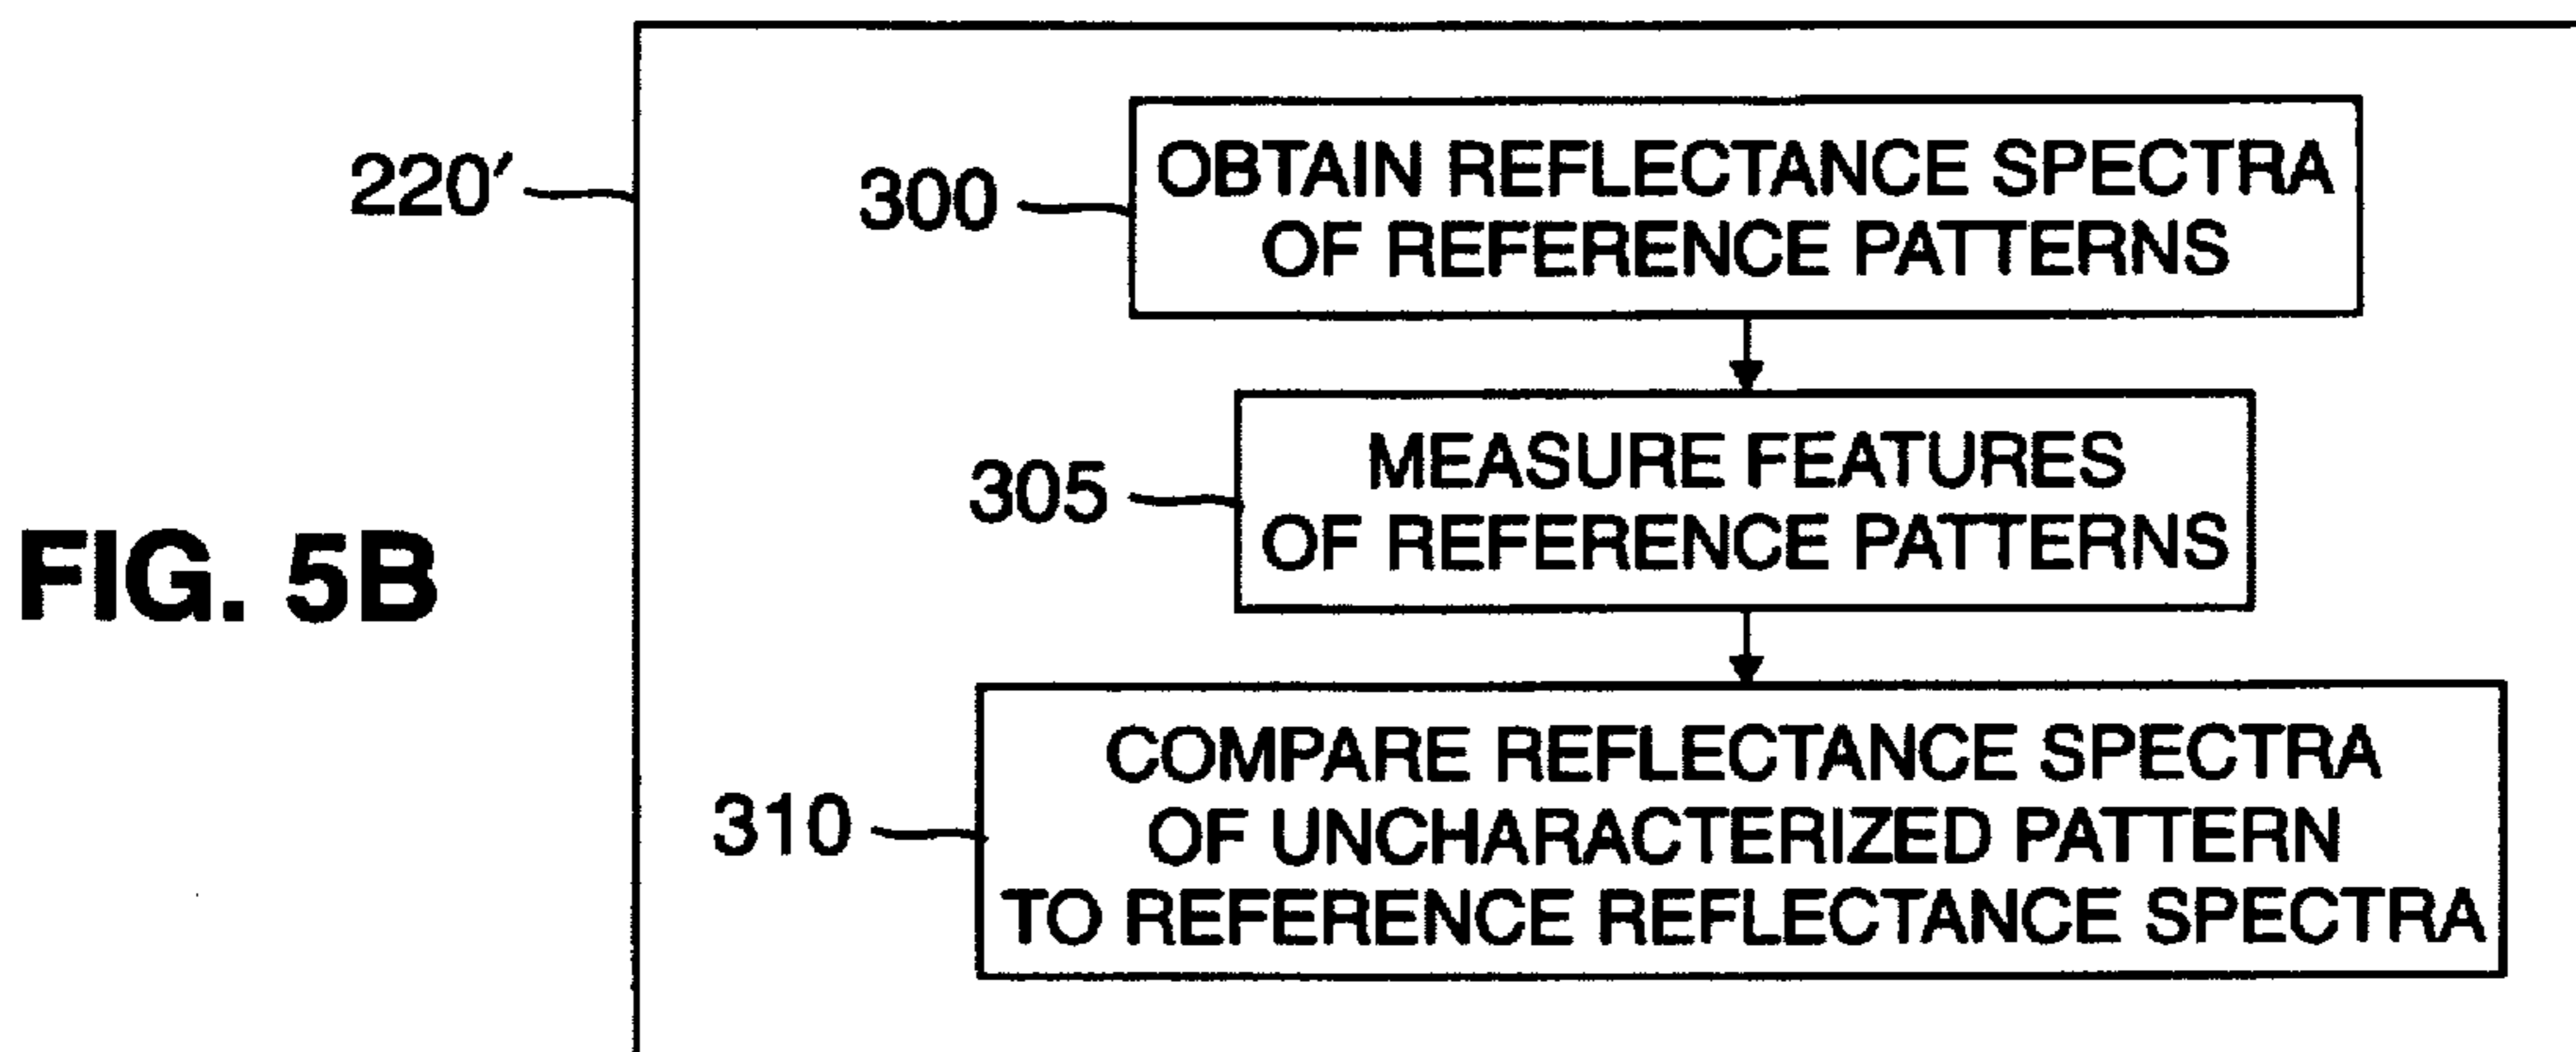 220′
300
OBTAIN REFLECTANCE SPECTRA
OF REFERENCE PATTERNS
305
MEASURE FEATURES
OF REFERENCE PATTERNS
FIG. 5B
310
COMPARE REFLECTANCE SPECTRA
OF UNCHARACTERIZED PATTERN
TO REFERENCE REFLECTANCE SPECTRA